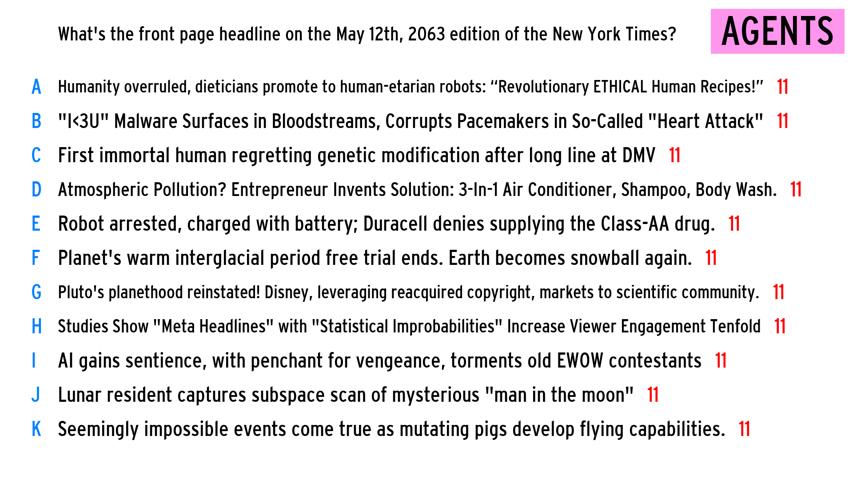 What's the front page headline on the May 12th, 2063 edition of the New York Times?
AGENTS
A Humanity overruled, dieticians promote to human-etarian robots: “Revolutionary ETHICAL Human Recipes!” 11
B "I<3U" Malware Surfaces in Bloodstreams, Corrupts Pacemakers in So-Called "Heart Attack" 11
C First immortal human regretting genetic modification after long line at DMV 11
D Atmospheric Pollution? Entrepreneur Invents Solution: 3-In-1 Air Conditioner, Shampoo, Body Wash. 11
E Robot arrested, charged with battery; Duracell denies supplying the Class-AA drug. 11
F Planet's warm interglacial period free trial ends. Earth becomes snowball again. 11
G Pluto's planethood reinstated! Disney, leveraging reacquired copyright, markets to scientific community. 11
H Studies Show "Meta Headlines" with "Statistical Improbabilities" Increase Viewer Engagement Tenfold 11
I AI gains sentience, with penchant for vengeance, torments old EWOW contestants 11
J Lunar resident captures subspace scan of mysterious "man in the moon" 11
K Seemingly impossible events come true as mutating pigs develop flying capabilities. 11